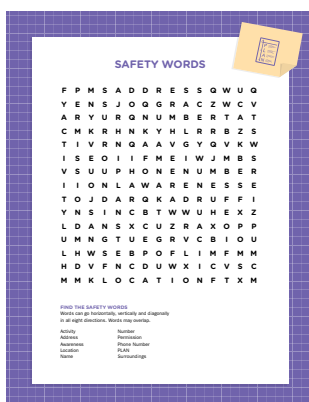 SAFETY WORDS
F P M S A D D R E S S Q W U Q
Y E N S J O Q G R A C Z W C V
A R Y U R Q N U M B E R T A T
C M K R H N K Y H L R R B Z S
T I V R N Q A A V G Y Q V K W
I S E O I I F M E I W J M B S
V S U U P H O N E N U M B E R
I I O N L A W A R E N E S S E
T O J D A R Q K A D R U F F I
Y N S I N C B T W W U H E X Z
L D A N S X C U Z R A X O P P
U M N G T U E G R V C B I O U
L H W S E B P O F L I M F M M
H D V F N C D U W X I C V S C
M M K L O C A T I O N F T X M
FIND THE SAFETY WORDS
Words can go horizontally, vertically and diagonally
in all eight directions. Words may overlap.
Activity Number
Address Permission
Awareness Phone Number
Location PLAN
Name Surroundings